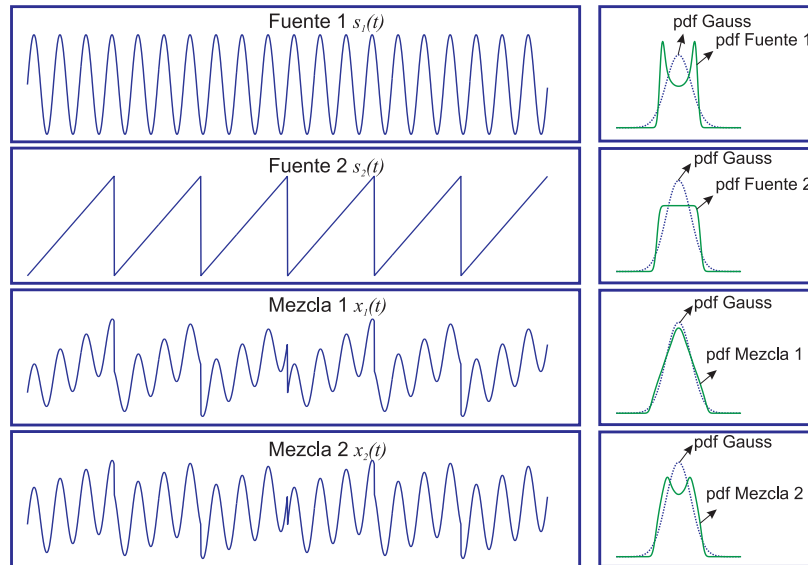 Fuente 1 s₁(t)
pdf Gauss
pdf Fuente 1
Fuente 2 s₂(t)
pdf Gauss
pdf Fuente 2
Mezcla 1 x₁(t)
pdf Gauss
pdf Mezcla 1
Mezcla 2 x₂(t)
pdf Gauss
pdf Mezcla 2